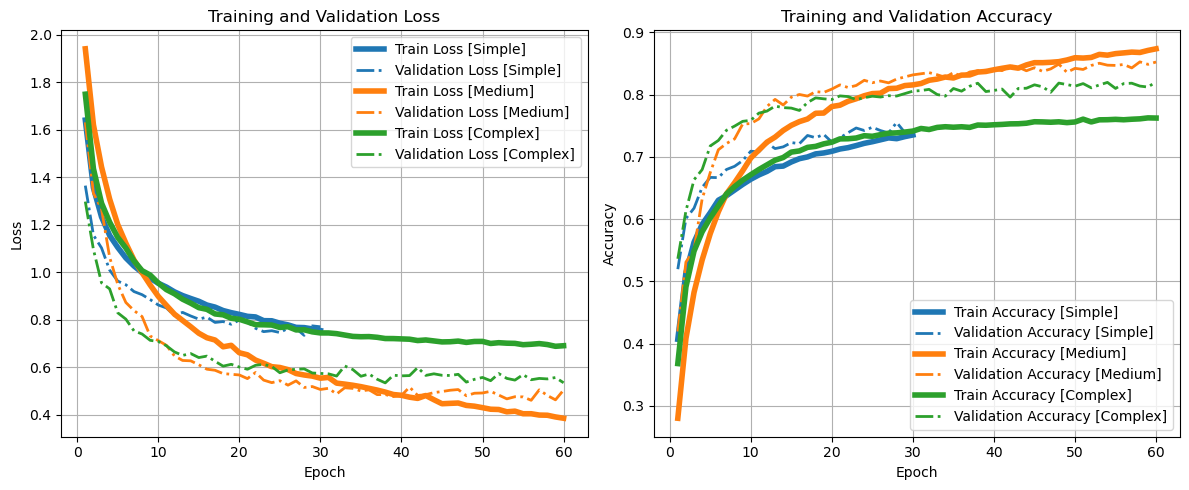 Training and Validation Loss
2.0
1.8
1.6
1.4
1.2
1.0
0.8
0.6
0.4
Loss
0
10
20
30
40
50
60
Epoch
Train Loss [Simple]
Validation Loss [Simple]
Train Loss [Medium]
Validation Loss [Medium]
Train Loss [Complex]
Validation Loss [Complex]
Training and Validation Accuracy
0.9
0.8
0.7
0.6
0.5
0.4
0.3
Accuracy
0
10
20
30
40
50
60
Epoch
Train Accuracy [Simple]
Validation Accuracy [Simple]
Train Accuracy [Medium]
Validation Accuracy [Medium]
Train Accuracy [Complex]
Validation Accuracy [Complex]